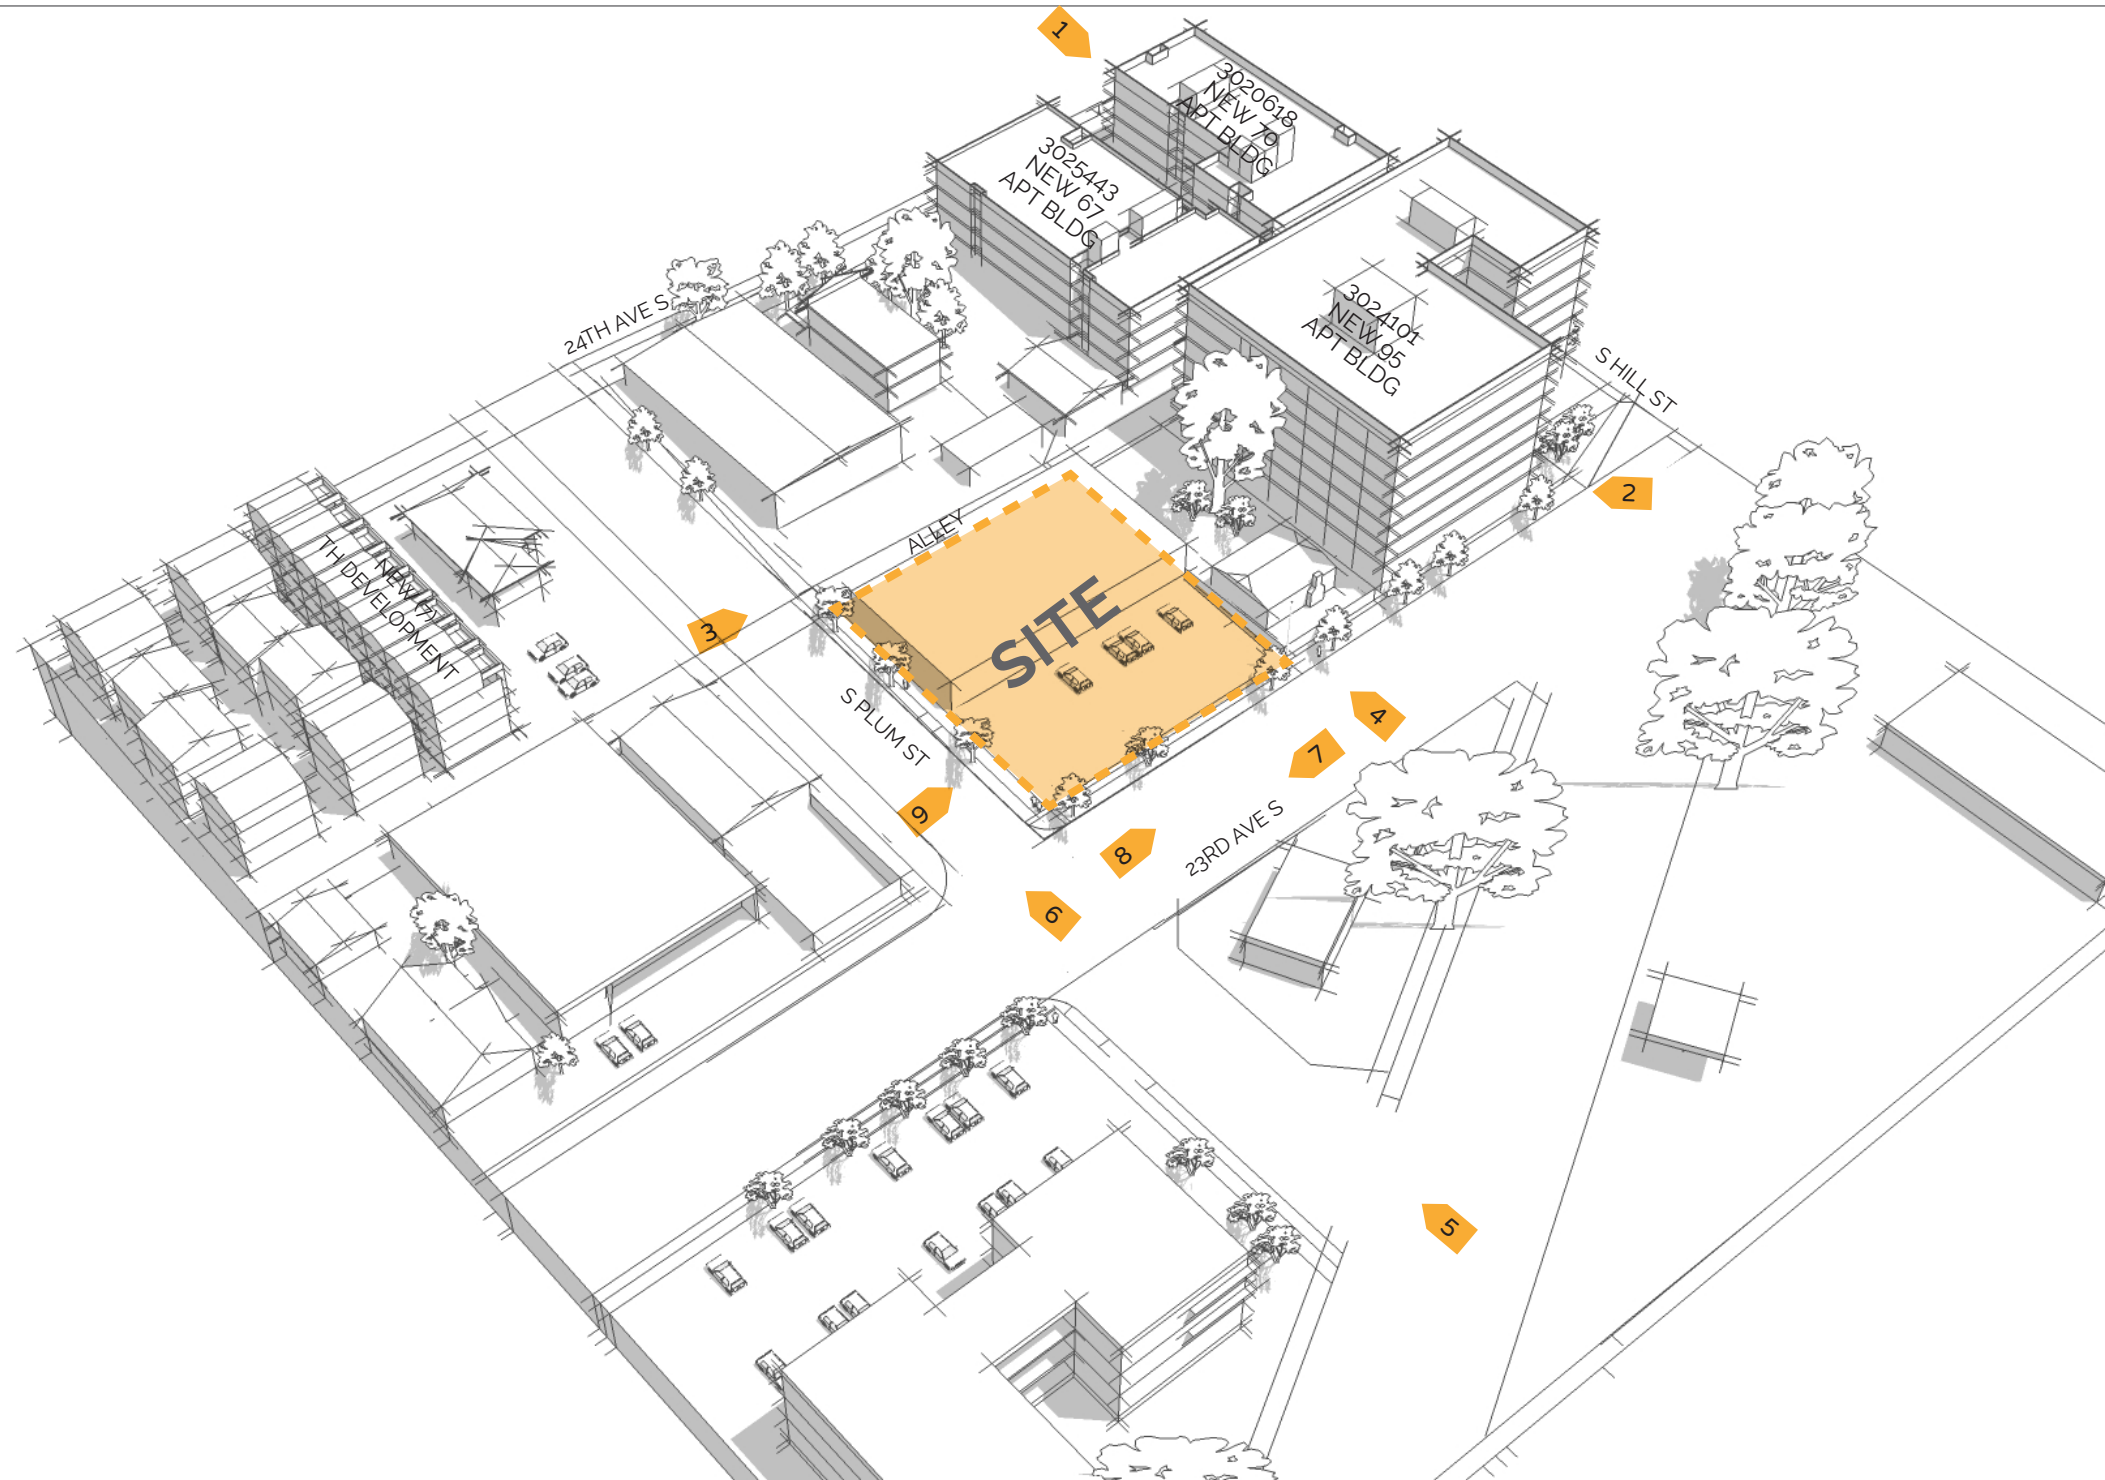 1
3020618
NEW 70
APT BLDG
3025443
NEW 67
APT BLDG
3024101
NEW 95
APT BLDG
24TH AVE S
S HILL ST
2
ALLEY
NEW (7)
TH DEVELOPMENT
SITE
3
S PLUM ST
4
7
9
8
23RD AVE S
6
5